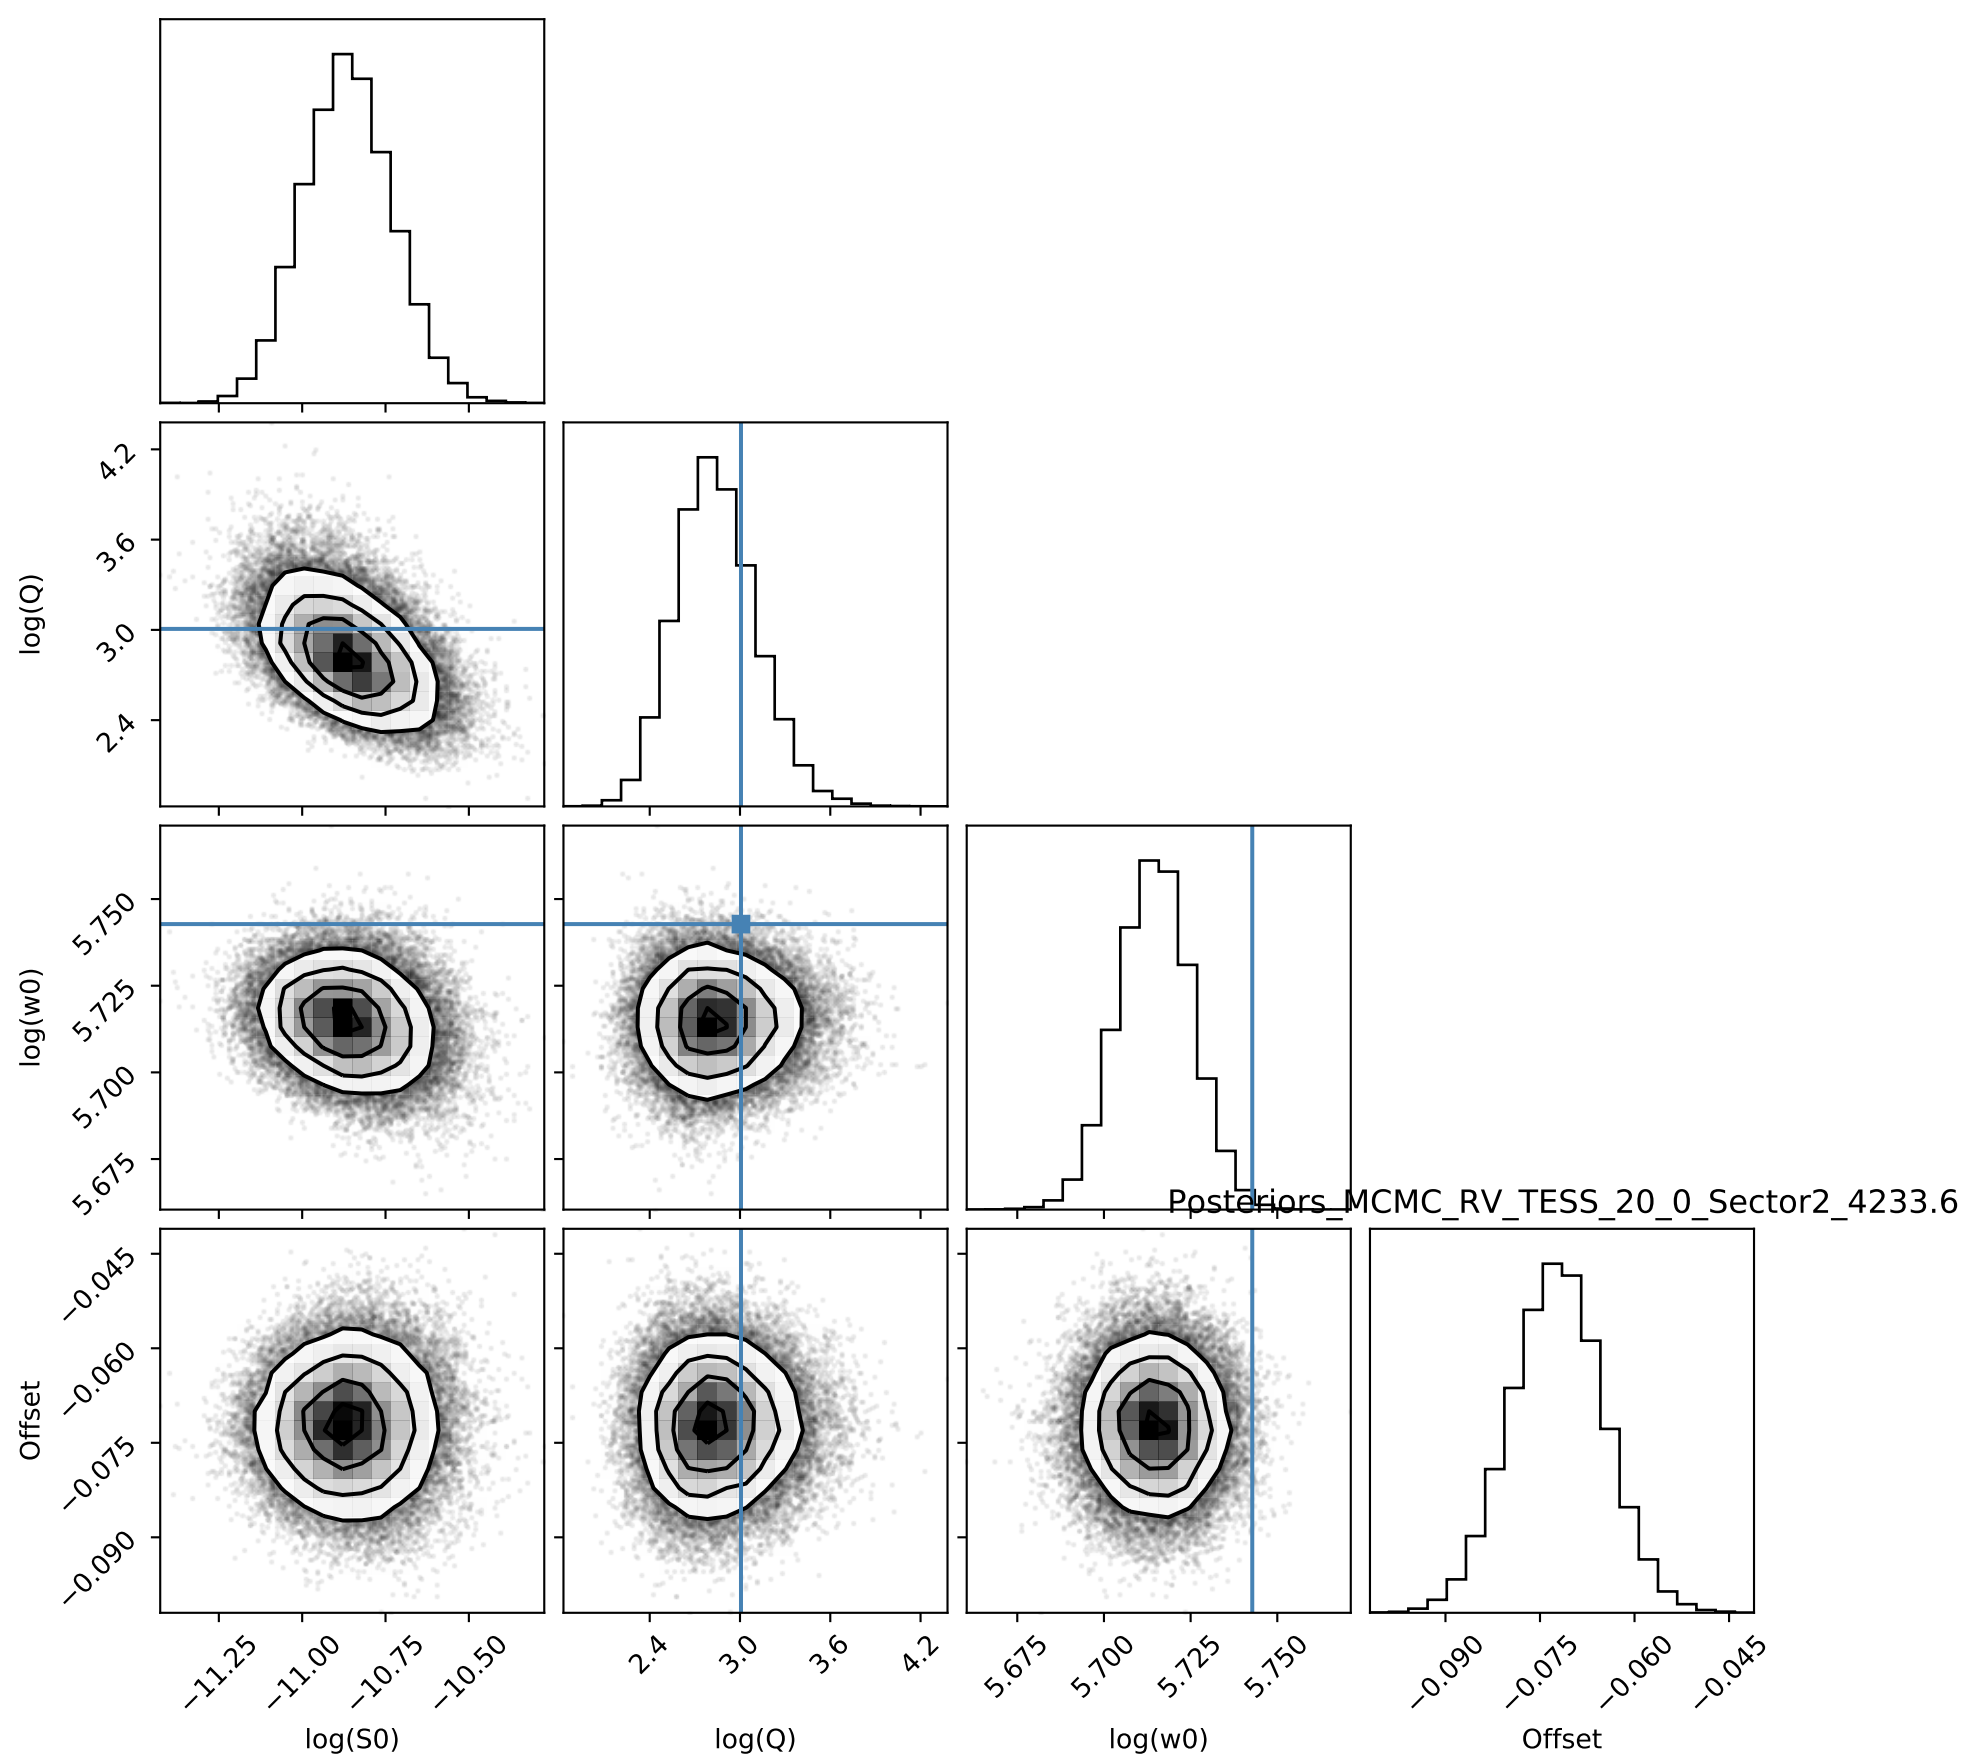 4.2
3.6
3.0
2.4
log(Q)
5.750
5.725
5.700
5.675
log(w0)
Posteriors_MCMC_RV_TESS_20_0_Sector2_4233.6
−0.045
−0.060
−0.075
−0.090
Offset
−11.25 −11.00 −10.75 −10.50 2.4 3.0 3.6 4.2 5.675 5.700 5.725 5.750 −0.090 −0.075 −0.060 −0.045
log(S0) log(Q) log(w0) Offset